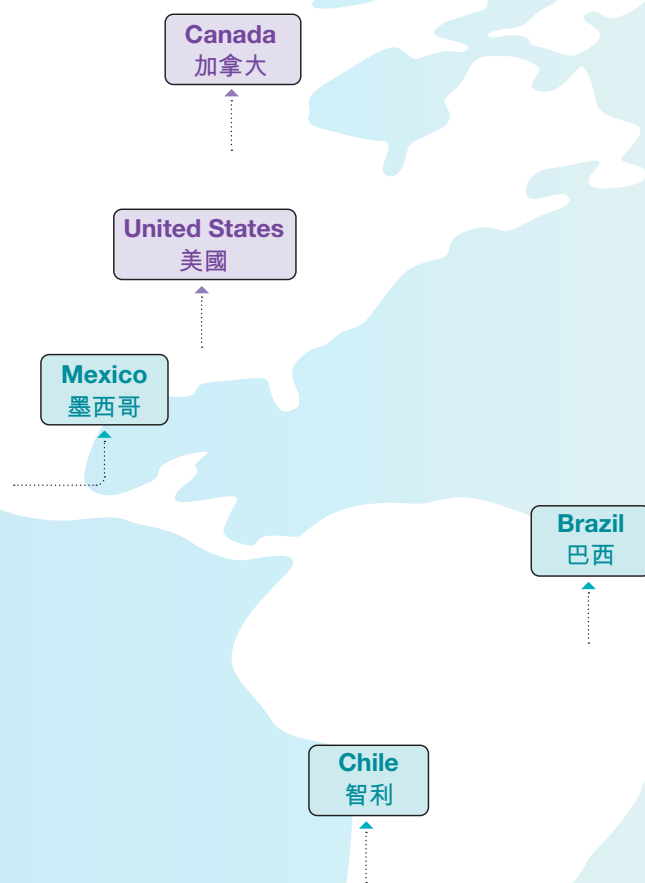 Canada
加拿大
United States
美國
Mexico
墨西哥
Brazil
巴西
Chile
智利